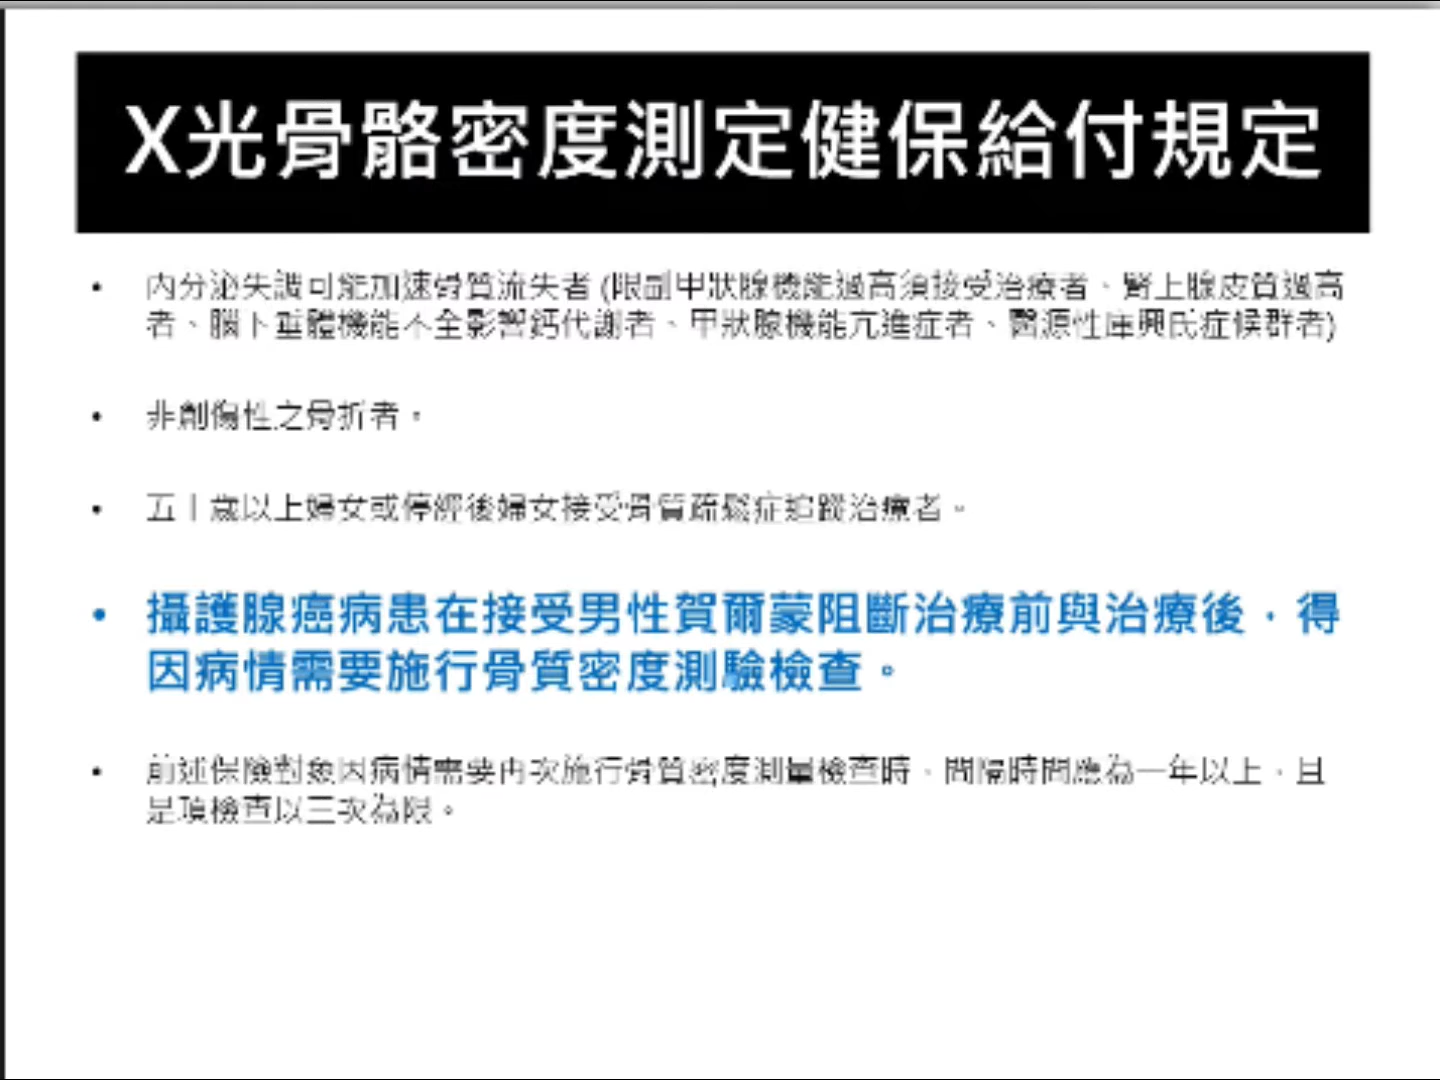 X光骨骼密度測定健保給付規定
• 內分泌失調可能加速骨質流失者 (限副甲狀腺機能過高須接受治療者、腎上腺皮質過高
者、腦下垂體機能不全影響鈣代謝者、甲狀腺機能亢進症者、醫源性庫興氏症候群者)
• 非創傷性之骨折者。
• 五十歲以上婦女或停經後婦女接受骨質疏鬆症追蹤治療者。
• 攝護腺癌病患在接受男性賀爾蒙阻斷治療前與治療後，得
因病情需要施行骨質密度測驗檢查。
• 前述保險對象因病情需要再次施行骨質密度測量檢查時，間隔時間應為一年以上，且
是項檢查以三次為限。